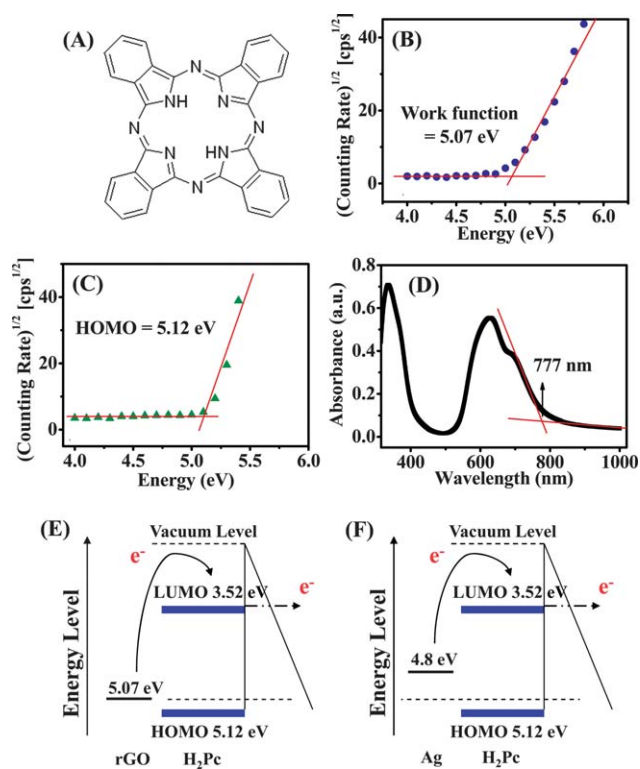 (A)
N
NH
N
N
N
N
HN
N
(B)
(Counting Rate)1/2 [cps1/2]
40
20
0
Work function
= 5.07 eV
4.0 4.5 5.0 5.5 6.0
Energy (eV)
(C)
(Counting Rate)1/2 [cps1/2]
40
20
0
HOMO = 5.12 eV
4.0 4.5 5.0 5.5 6.0
Energy (eV)
(D)
Absorbance (a.u.)
0.8
0.6
0.4
0.2
0.0
777 nm
400 600 800 1000
Wavelength (nm)
(E)
Energy Level
Vacuum Level
e-
LUMO 3.52 eV
e-
5.07 eV
HOMO 5.12 eV
rGO H2Pc
(F)
Energy Level
Vacuum Level
e-
LUMO 3.52 eV
e-
4.8 eV
HOMO 5.12 eV
Ag H2Pc